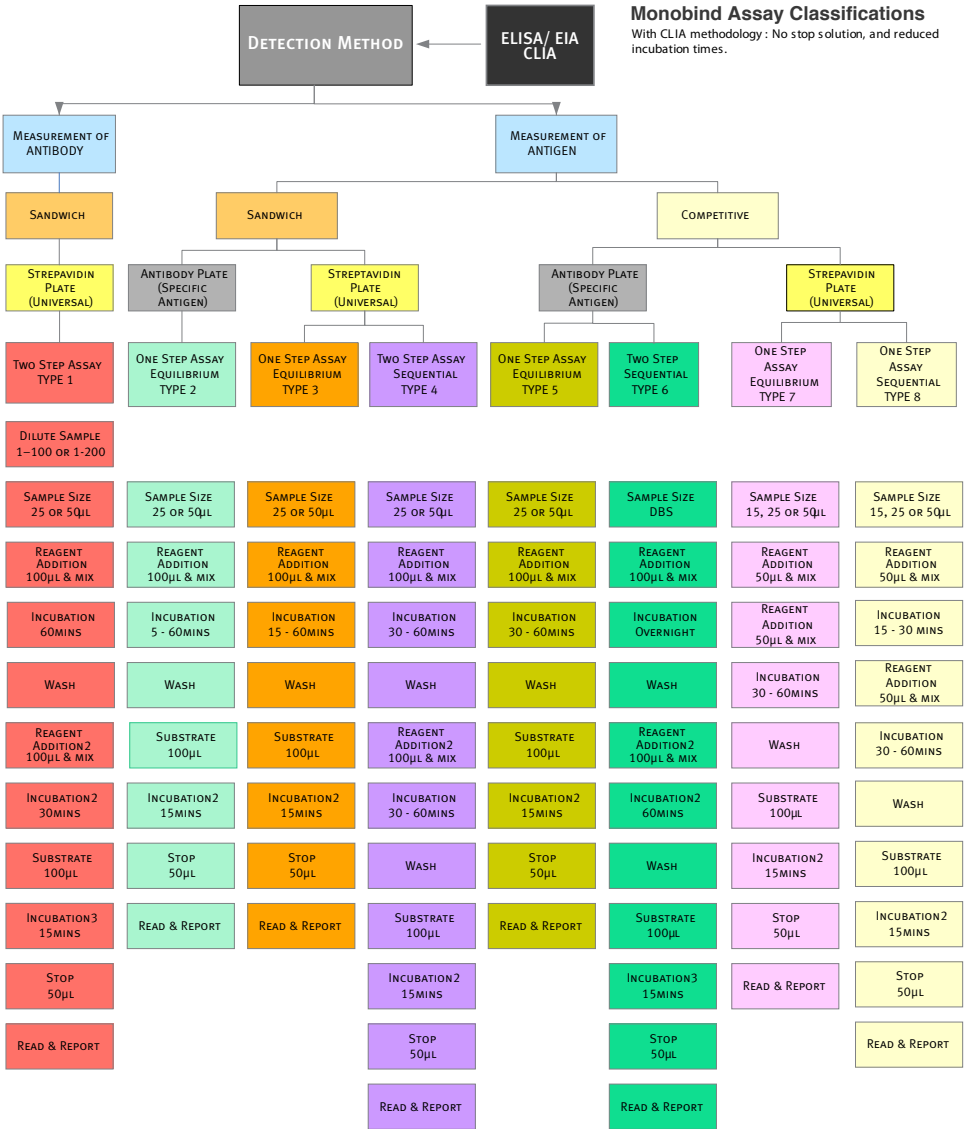 Monobind Assay Classifications
With CLIA methodology : No stop solution, and reduced
incubation times.
DETECTION METHOD
ELISA/ EIA
CLIA
MEASUREMENT OF
ANTIBODY
MEASUREMENT OF
ANTIGEN
SANDWICH
SANDWICH
COMPETITIVE
STREPAVIDIN
PLATE
(UNIVERSAL)
ANTIBODY PLATE
(SPECIFIC
ANTIGEN)
STREPTAVIDIN
PLATE
(UNIVERSAL)
ANTIBODY PLATE
(SPECIFIC
ANTIGEN)
STREPAVIDIN
PLATE
(UNIVERSAL)
TWO STEP ASSAY
TYPE 1
ONE STEP ASSAY
EQUILIBRIUM
TYPE 2
ONE STEP ASSAY
EQUILIBRIUM
TYPE 3
TWO STEP ASSAY
SEQUENTIAL
TYPE 4
ONE STEP ASSAY
EQUILIBRIUM
TYPE 5
TWO STEP
SEQUENTIAL
TYPE 6
ONE STEP
ASSAY
EQUILIBRIUM
TYPE 7
ONE STEP
ASSAY
SEQUENTIAL
TYPE 8
DILUTE SAMPLE
1–100 OR 1-200
SAMPLE SIZE
25 OR 50µL
SAMPLE SIZE
25 OR 50µL
SAMPLE SIZE
25 OR 50µL
SAMPLE SIZE
25 OR 50µL
SAMPLE SIZE
25 OR 50µL
SAMPLE SIZE
DBS
SAMPLE SIZE
15, 25 OR 50µL
SAMPLE SIZE
15, 25 OR 50µL
REAGENT
ADDITION
100µL & MIX
REAGENT
ADDITION
100µL & MIX
REAGENT
ADDITION
100µL & MIX
REAGENT
ADDITION
100µL & MIX
REAGENT
ADDITION
100µL & MIX
REAGENT
ADDITION
100µL & MIX
REAGENT
ADDITION
50µL & MIX
REAGENT
ADDITION
50µL & MIX
INCUBATION
60MINS
INCUBATION
5 - 60MINS
INCUBATION
15 - 60MINS
INCUBATION
30 - 60MINS
INCUBATION
30 - 60MINS
INCUBATION
OVERNIGHT
REAGENT
ADDITION
50µL & MIX
INCUBATION
15 - 30 MINS
WASH
WASH
WASH
WASH
WASH
WASH
INCUBATION
30 - 60MINS
REAGENT
ADDITION
50µL & MIX
REAGENT
ADDITION2
100µL & MIX
SUBSTRATE
100µL
SUBSTRATE
100µL
REAGENT
ADDITION2
100µL & MIX
SUBSTRATE
100µL
REAGENT
ADDITION2
100µL & MIX
WASH
INCUBATION
30 - 60MINS
INCUBATION2
30MINS
INCUBATION2
15MINS
INCUBATION2
15MINS
INCUBATION
30 - 60MINS
INCUBATION2
15MINS
INCUBATION2
60MINS
SUBSTRATE
100µL
WASH
SUBSTRATE
100µL
STOP
50µL
STOP
50µL
WASH
STOP
50µL
WASH
INCUBATION2
15MINS
SUBSTRATE
100µL
INCUBATION3
15MINS
READ & REPORT
READ & REPORT
SUBSTRATE
100µL
READ & REPORT
SUBSTRATE
100µL
STOP
50µL
INCUBATION2
15MINS
STOP
50µL
INCUBATION2
15MINS
INCUBATION3
15MINS
READ & REPORT
STOP
50µL
READ & REPORT
STOP
50µL
STOP
50µL
READ & REPORT
READ & REPORT
READ & REPORT